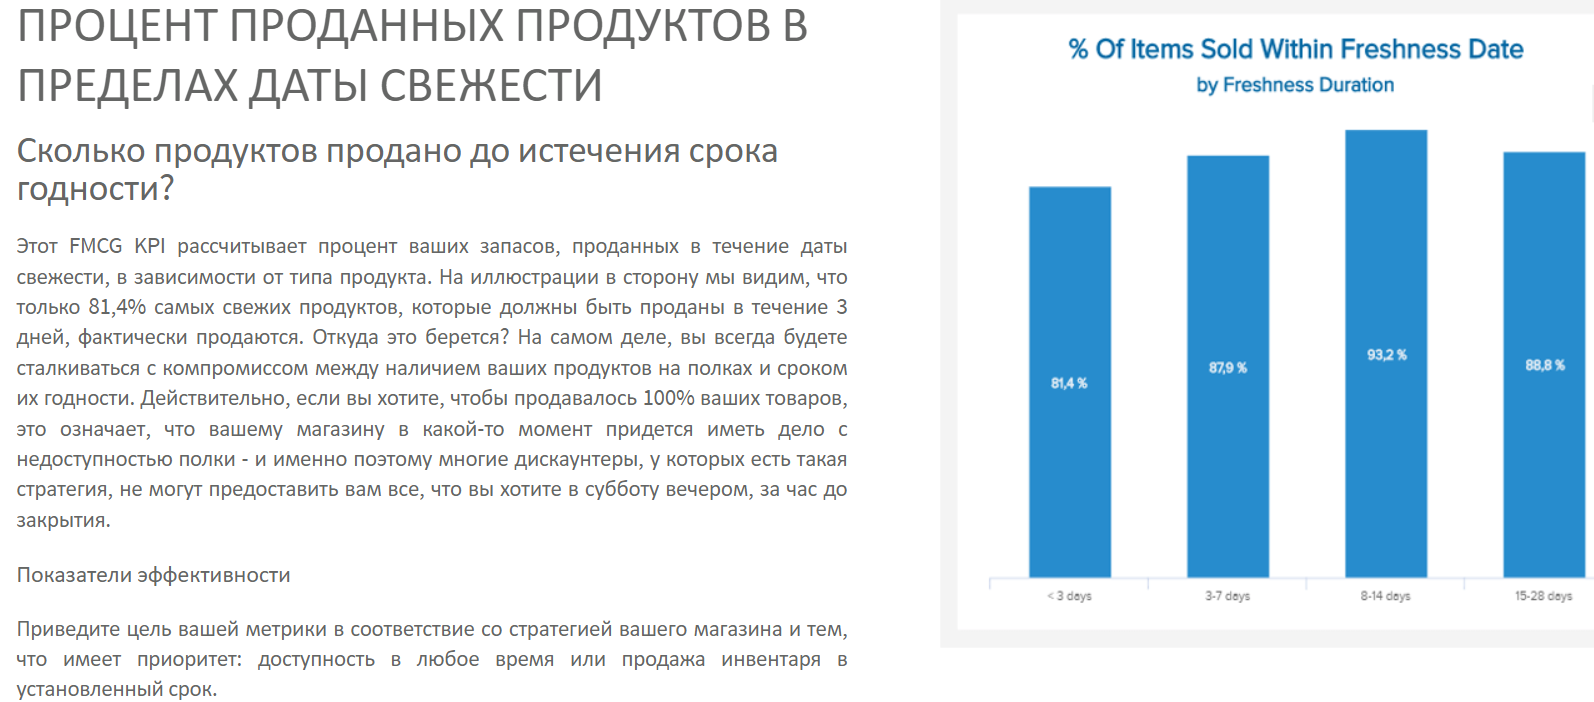 ПРОЦЕНТ ПРОДАННЫХ ПРОДУКТОВ В
ПРЕДЕЛАХ ДАТЫ СВЕЖЕСТИ
Сколько продуктов продано до истечения срока
годности?
Этот FMCG KPI рассчитывает процент ваших запасов, проданных в течение даты
свежести, в зависимости от типа продукта. На иллюстрации в сторону мы видим, что
только 81,4% самых свежих продуктов, которые должны быть проданы в течение 3
дней, фактически продаются. Откуда это берется? На самом деле, вы всегда будете
сталкиваться с компромиссом между наличием ваших продуктов на полках и сроком
их годности. Действительно, если вы хотите, чтобы продавалось 100% ваших товаров,
это означает, что вашему магазину в какой-то момент придется иметь дело с
недоступностью полки - и именно поэтому многие дискаунтеры, у которых есть такая
стратегия, не могут предоставить вам все, что вы хотите в субботу вечером, за час до
закрытия.
Показатели эффективности
Приведите цель вашей метрики в соответствие со стратегией вашего магазина и тем,
что имеет приоритет: доступность в любое время или продажа инвентаря в
установленный срок.
% Of Items Sold Within Freshness Date
by Freshness Duration
81,4 %
87,9 %
93,2 %
88,8 %
< 3 days
3-7 days
8-14 days
15-28 days